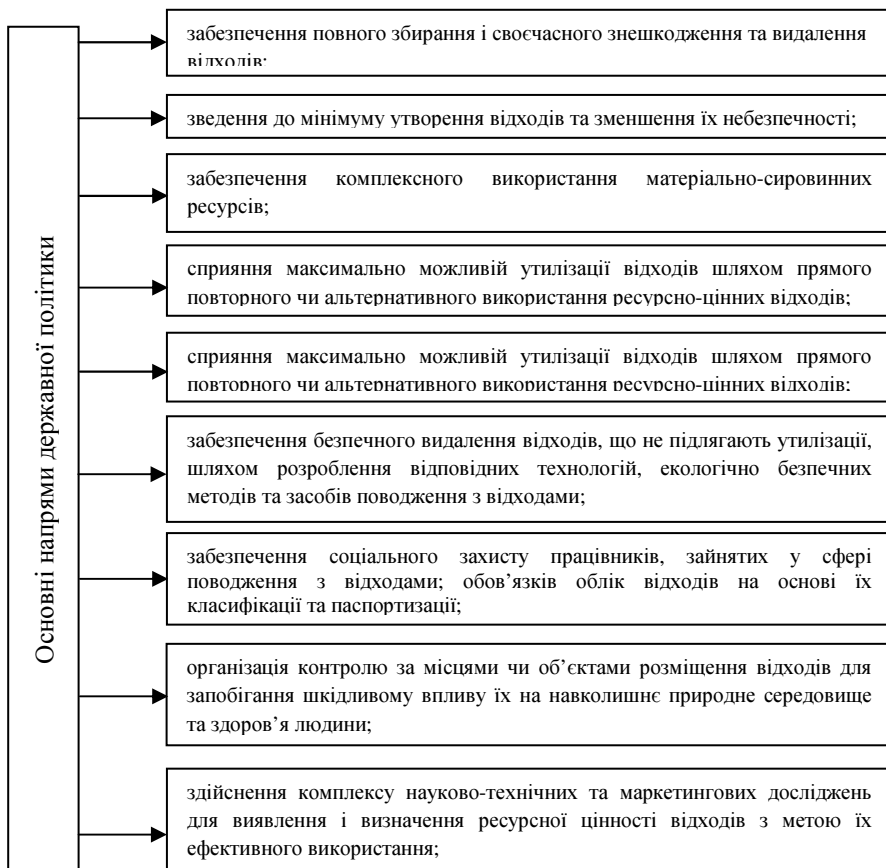 Основні напрями державної політики
забезпечення повного збирання і своєчасного знешкодження та видалення
відходів;
зведення до мінімуму утворення відходів та зменшення їх небезпечності;
забезпечення комплексного використання матеріально-сировинних
ресурсів;
сприяння максимально можливій утилізації відходів шляхом прямого
повторного чи альтернативного використання ресурсно-цінних відходів;
сприяння максимально можливій утилізації відходів шляхом прямого
повторного чи альтернативного використання ресурсно-цінних відходів;
забезпечення безпечного видалення відходів, що не підлягають утилізації,
шляхом розроблення відповідних технологій, екологічно безпечних
методів та засобів поводження з відходами;
забезпечення соціального захисту працівників, зайнятих у сфері
поводження з відходами; обов’язків облік відходів на основі їх
класифікації та паспортизації;
організація контролю за місцями чи об’єктами розміщення відходів для
запобігання шкідливому впливу їх на навколишнє природне середовище
та здоров’я людини;
здійснення комплексу науково-технічних та маркетингових досліджень
для виявлення і визначення ресурсної цінності відходів з метою їх
ефективного використання;